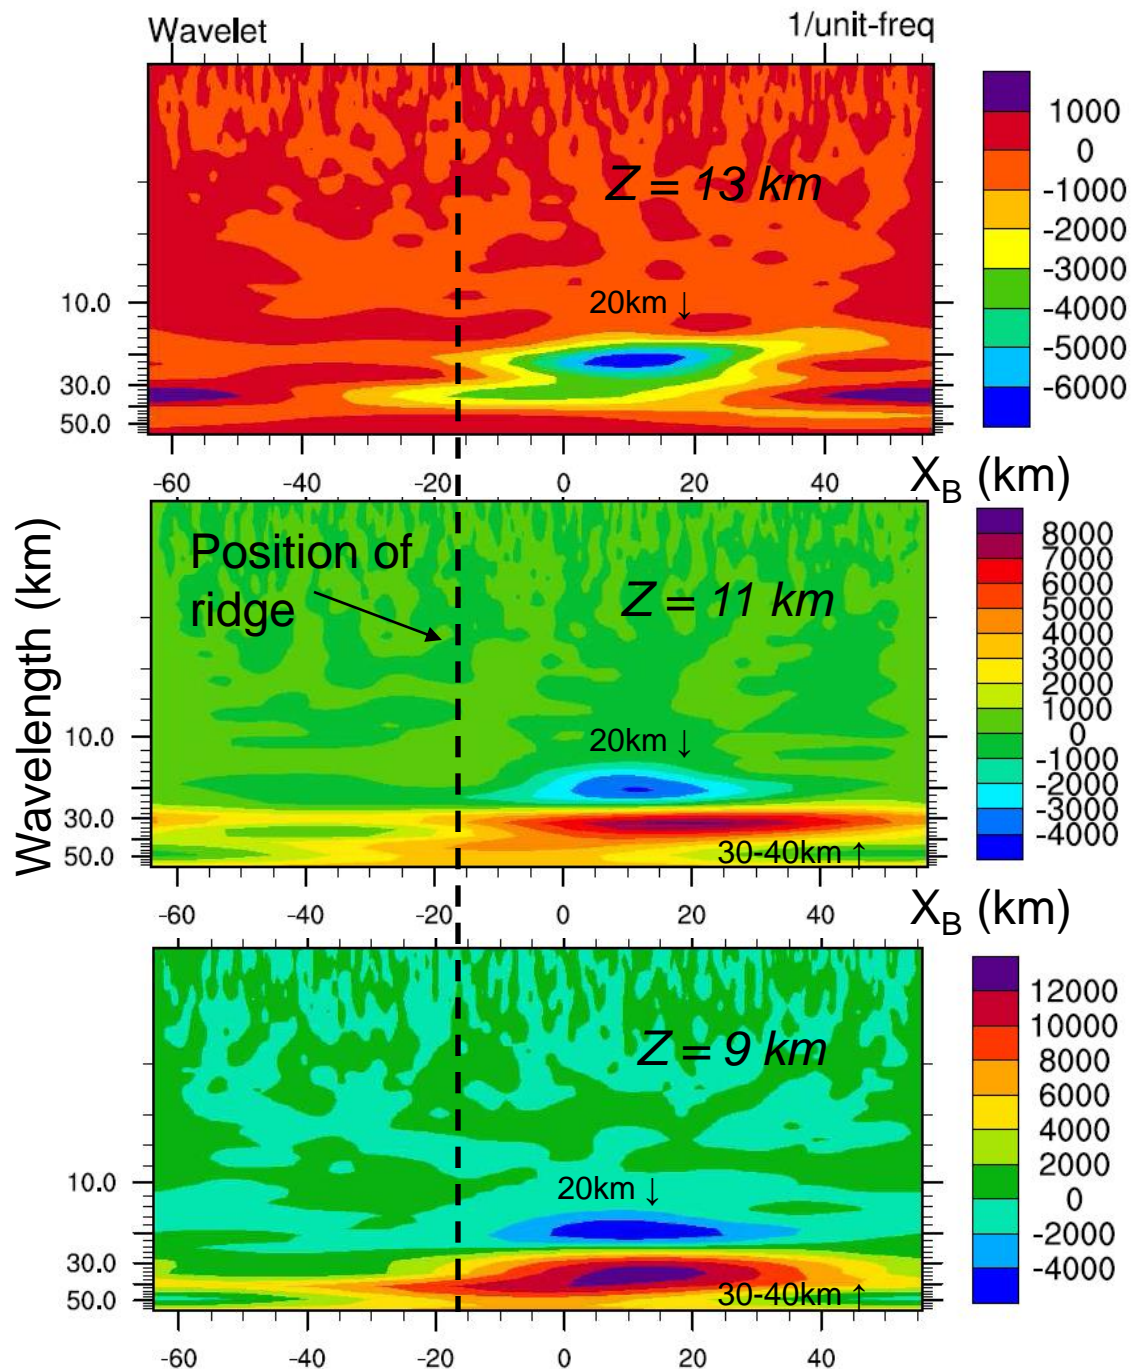 Wavelet 1/unit-freq
Z = 13 km
20km ↓
10.0
30.0
50.0
1000
0
-1000
-2000
-3000
-4000
-5000
-6000
-60 -40 -20 0 20 40
X_B (km)
Wavelength (km)
Position of
ridge
Z = 11 km
20km ↓
30-40km ↑
10.0
30.0
50.0
8000
7000
6000
5000
4000
3000
2000
1000
0
-1000
-2000
-3000
-4000
-60 -40 -20 0 20 40
X_B (km)
Z = 9 km
20km ↓
30-40km ↑
10.0
30.0
50.0
12000
10000
8000
6000
4000
2000
0
-2000
-4000
-60 -40 -20 0 20 40